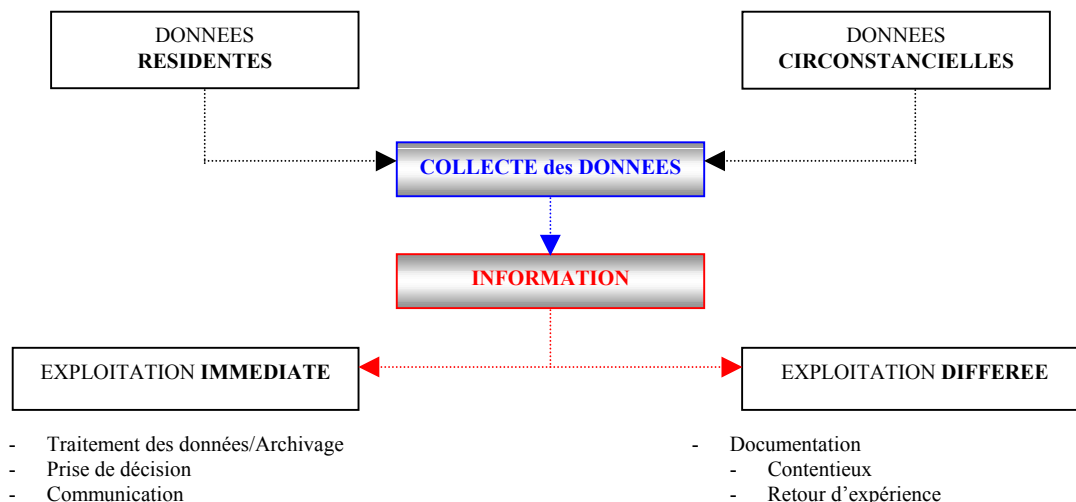 DONNEES
RESIDENTES
DONNEES
CIRCONSTANCIELLES
COLLECTE des DONNEES
INFORMATION
EXPLOITATION IMMEDIATE
EXPLOITATION DIFFEREE
- Traitement des données/Archivage
- Prise de décision
- Communication
- Documentation
- Contentieux
- Retour d’expérience